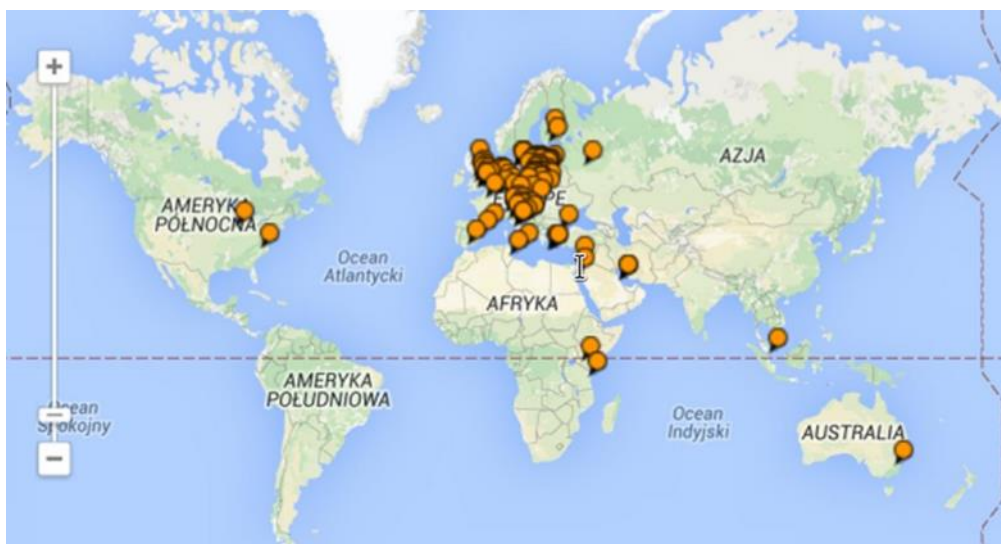 AZJA
AMERYKA
PÓŁNOCNA
Ocean
Atlantycki
AFRYKA
AMERYKA
POŁUDNIOWA
Ocean
Spokojny
Ocean
Indyjski
AUSTRALIA